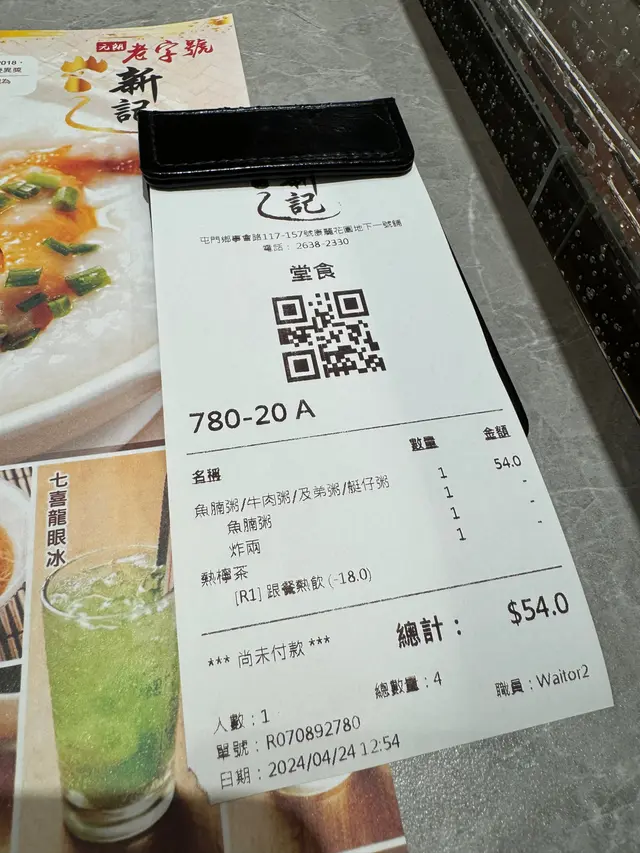 元朗 老字號
新記
新記
屯門鄉事會路117-157號康麗花園地下一號舖
電話： 2638-2330
堂食
780-20 A
名稱 數量 金額
魚腩粥/牛肉粥/及弟粥/艇仔粥 1 54.0
魚腩粥 1 -
炸兩 1 -
熱檸茶 1 -
[R1] 跟餐熱飲 (-18.0)
*** 尚未付款 *** 總計： $54.0
總數量：4
人數：1 職員：Waitor2
單號：R070892780
日期：2024/04/24 12:54
七喜龍眼冰